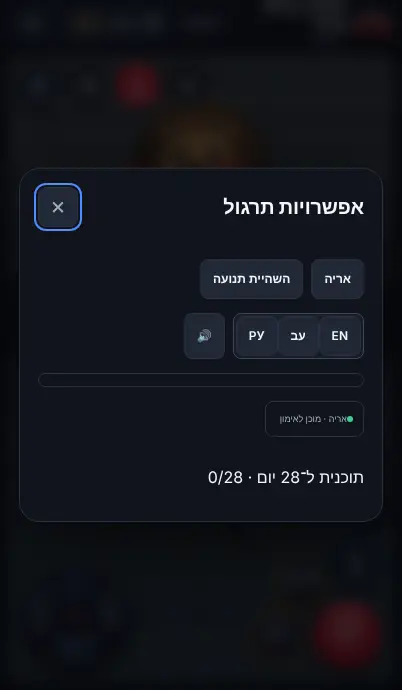 אפשרויות תרגול
×
אריה
השהיית תנועה
EN
עב
РУ
אריה · מוכן לאימון
תוכנית ל־28 יום · 0/28